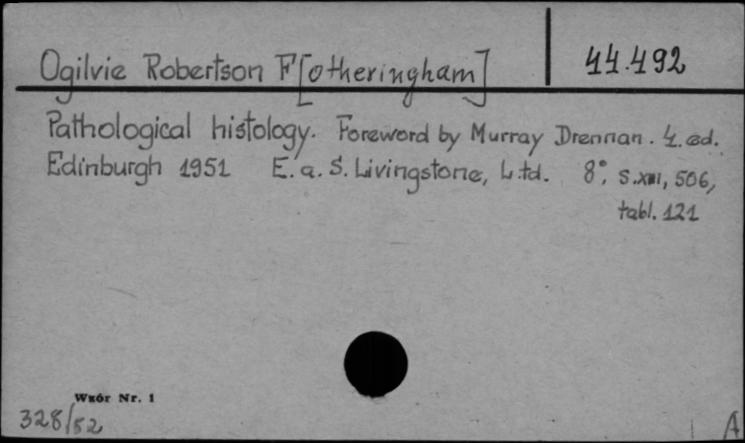 Ogilvie Robertson F[otheringham]
44.492
Pathological histology. Foreword by Murray Drennan. 4. ed.
Edinburgh 1951 E. a. S. Livingstone, Ltd. 8°, s. XIII, 506,
tabl. 121
Wzór Nr. 1
328/52
A